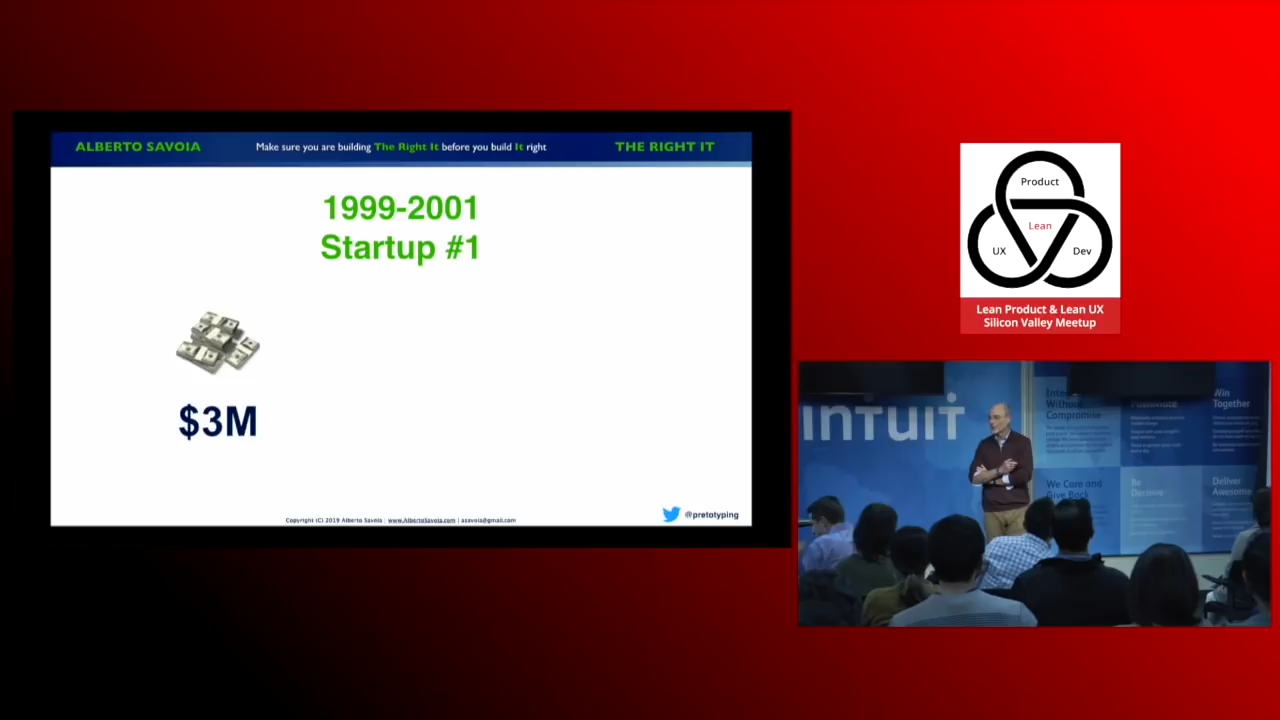 ALBERTO SAVOIA
Make sure you are building The Right It before you build It right
THE RIGHT IT
1999-2001
Startup #1
$3M
Copyright (C) 2019 Alberto Savoia | www.AlbertoSavoia.com | asavoia@gmail.com
@pretotyping
Product
Lean
UX
Dev
Lean Product & Lean UX
Silicon Valley Meetup
INTUIT
Without
Compromise
Win
Together
We Care and
Give Back
Be
Decisive
Deliver
Awesome